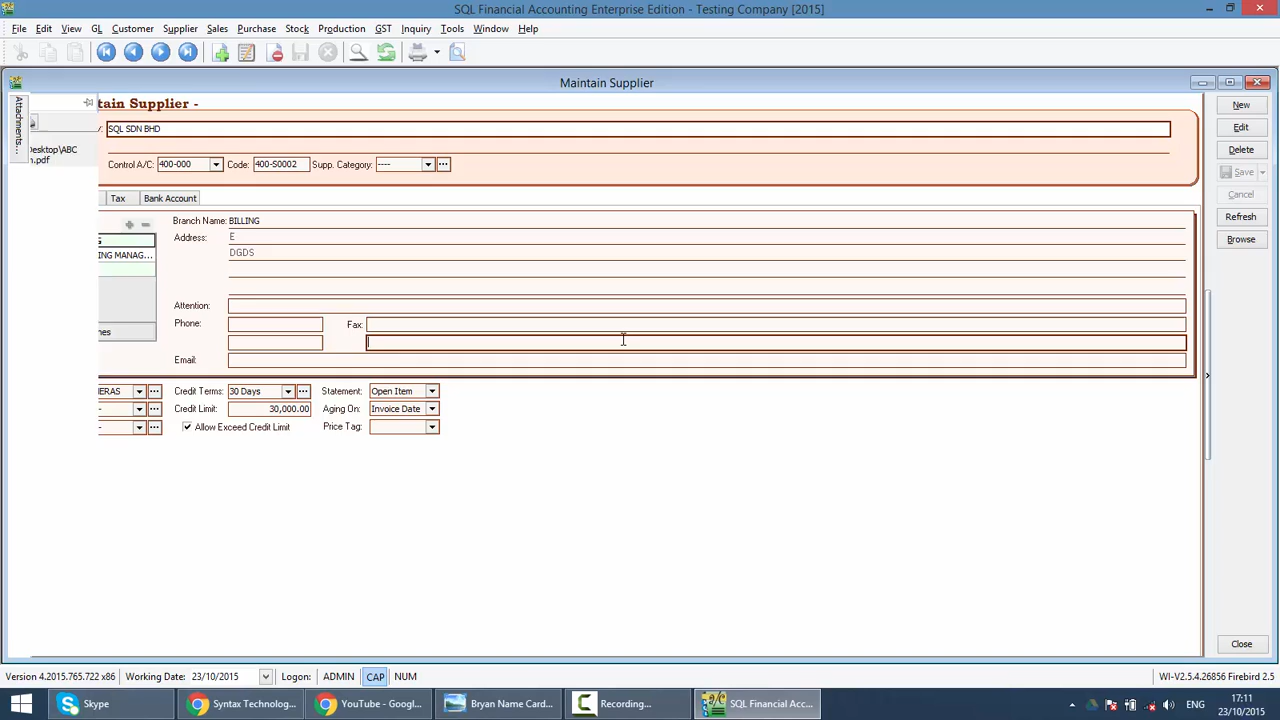 SQL Financial Accounting Enterprise Edition - Testing Company [2015]
File Edit View GL Customer Supplier Sales Purchase Stock Production GST Inquiry Tools Window Help
Maintain Supplier
Attachments...
tain Supplier -
SQL SDN BHD
esktop\ABC
n.pdf
Control A/C: 400-000 Code: 400-S0002 Supp. Category: ----
Tax Bank Account
Branch Name: BILLING
Address: E
ING MANAG... DGDS
Attention:
Phone: Fax:
nes
Email:
ERAS Credit Terms: 30 Days Statement: Open Item
Credit Limit: 30,000.00 Aging On: Invoice Date
Allow Exceed Credit Limit Price Tag:
New
Edit
Delete
Save
Cancel
Refresh
Browse
Close
Version 4.2015.765.722 x86 Working Date: 23/10/2015 Logon: ADMIN CAP NUM WI-V2.5.4.26856 Firebird 2.5
Skype Syntax Technolog... YouTube - Googl... Bryan Name Card... Recording... SQL Financial Acc... 17:11
23/10/2015